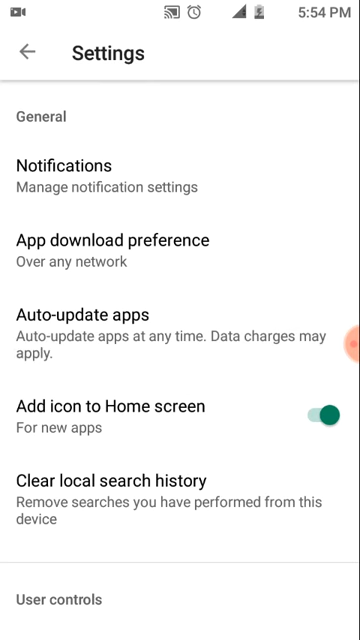 5:54 PM
Settings
General
Notifications
Manage notification settings
App download preference
Over any network
Auto-update apps
Auto-update apps at any time. Data charges may
apply.
Add icon to Home screen
For new apps
Clear local search history
Remove searches you have performed from this
device
User controls